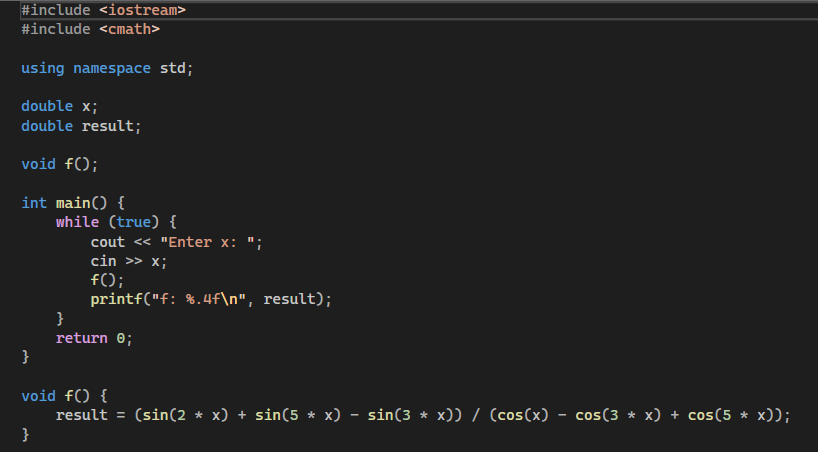 #include <iostream>
#include <cmath>
using namespace std;
double x;
double result;
void f();
int main() {
    while (true) {
        cout << "Enter x: ";
        cin >> x;
        f();
        printf("f: %.4f\n", result);
    }
    return 0;
}
void f() {
    result = (sin(2 * x) + sin(5 * x) - sin(3 * x)) / (cos(x) - cos(3 * x) + cos(5 * x));
}